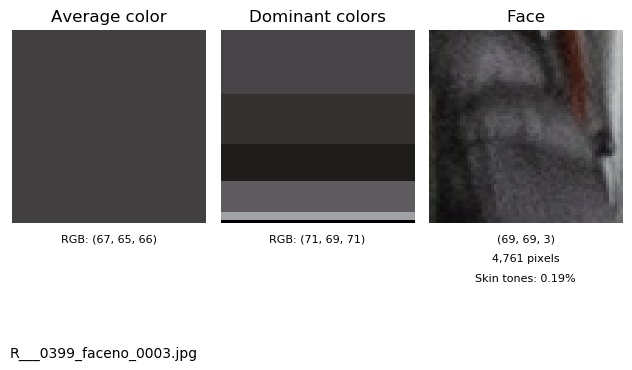 Average color
Dominant colors
Face
RGB: (67, 65, 66)
RGB: (71, 69, 71)
(69, 69, 3)
4,761 pixels
Skin tones: 0.19%
R___0399_faceno_0003.jpg